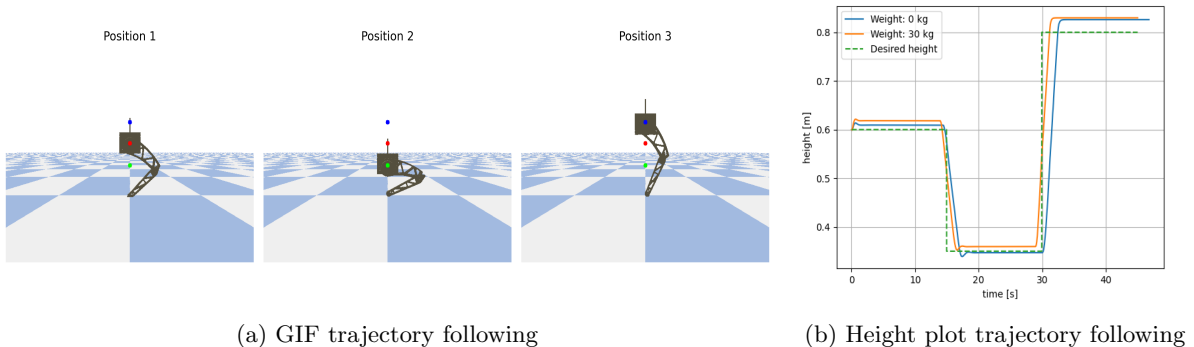 Position 1
Position 2
Position 3
Weight: 0 kg
Weight: 30 kg
Desired height
height [m]
0.8
0.7
0.6
0.5
0.4
0
10
20
30
40
time [s]
(a) GIF trajectory following
(b) Height plot trajectory following